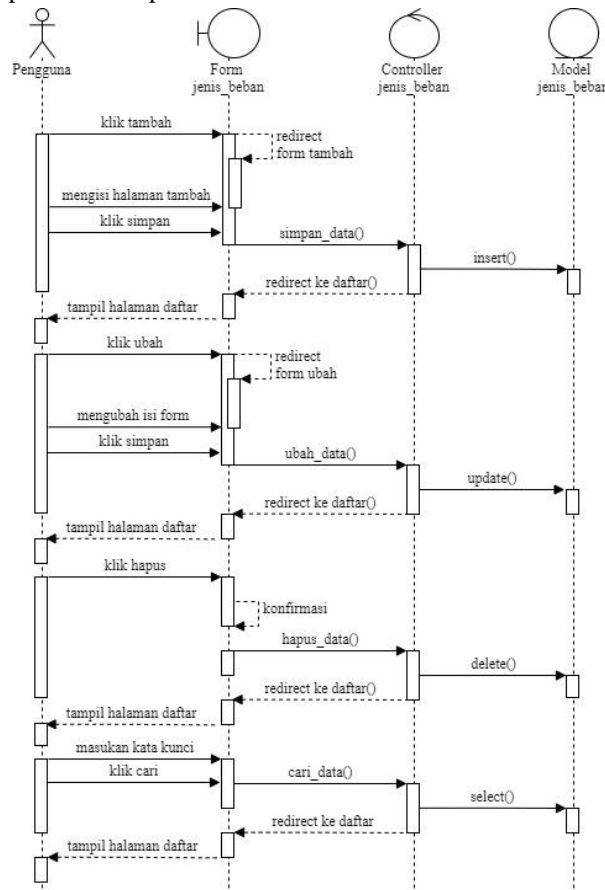 Pengguna
Form
jenis_beban
Controller
jenis_beban
Model
jenis_beban
klik tambah
redirect
form tambah
mengisi halaman tambah
klik simpan
simpan_data()
insert()
redirect ke daftar()
tampil halaman daftar
klik ubah
redirect
form ubah
mengubah isi form
klik simpan
ubah_data()
update()
redirect ke daftar()
tampil halaman daftar
klik hapus
konfirmasi
hapus_data()
delete()
redirect ke daftar()
tampil halaman daftar
masukan kata kunci
klik cari
cari_data()
select()
redirect ke daftar
tampil halaman daftar